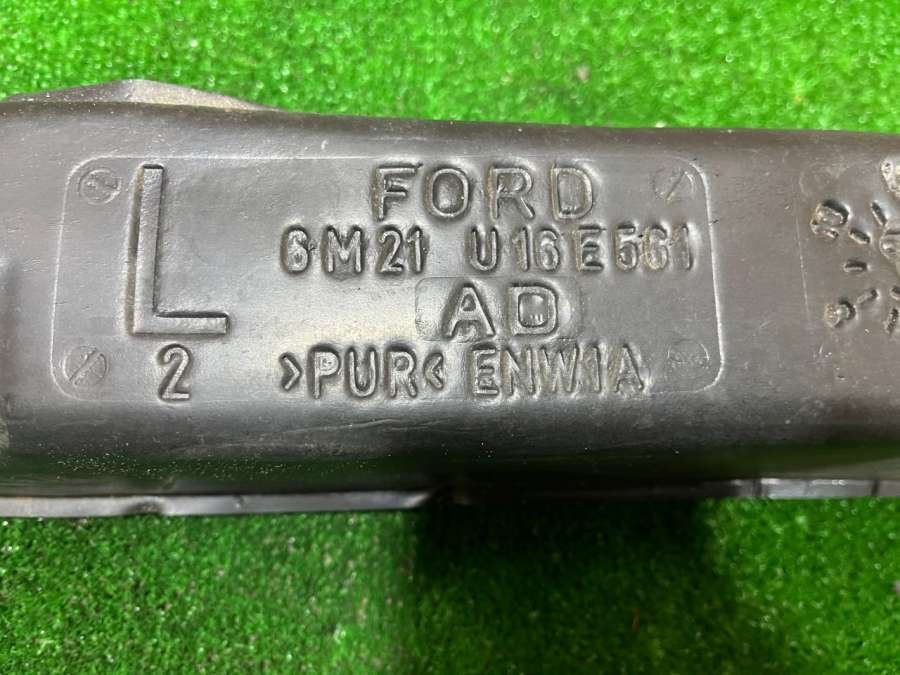 FORD
L
6M21 U16E561
AD
2 >PUR< ENW1A